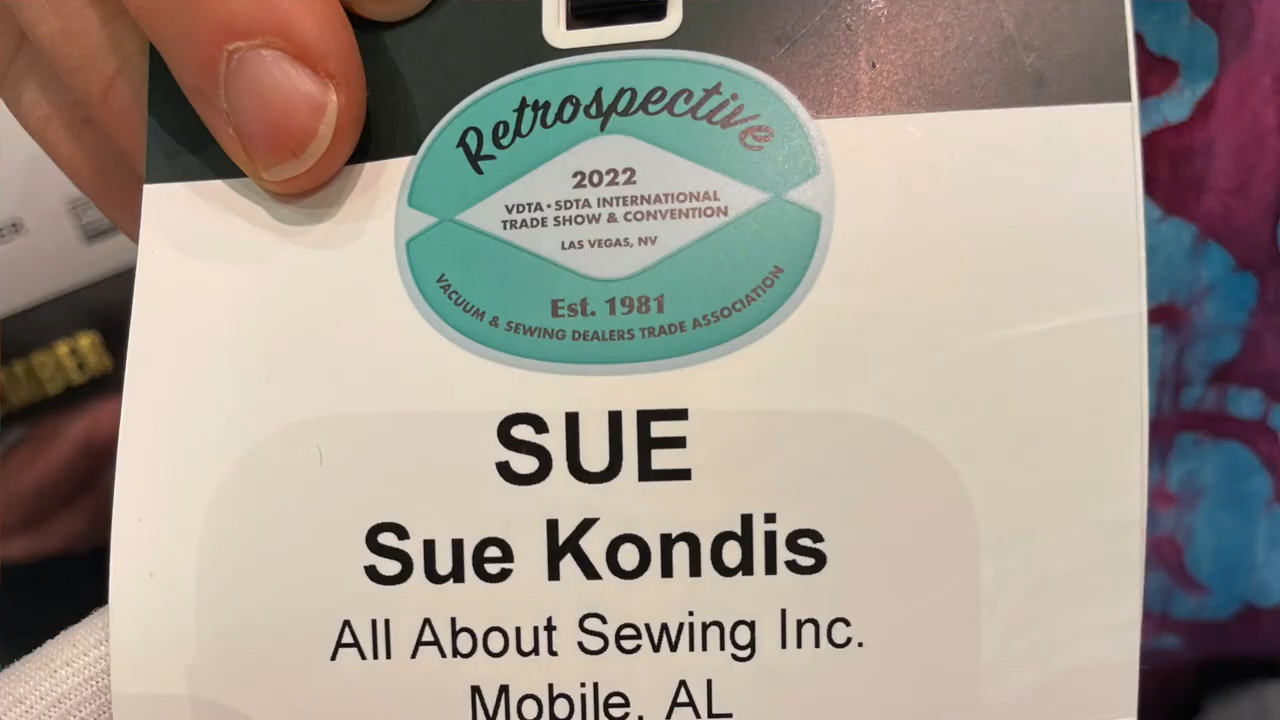 Retrospective
2022
VDTA • SDTA INTERNATIONAL
TRADE SHOW & CONVENTION
LAS VEGAS, NV
Est. 1981
VACUUM & SEWING DEALERS TRADE ASSOCIATION
SUE
Sue Kondis
All About Sewing Inc.
Mobile, AL